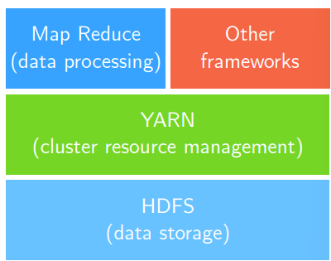 Map Reduce
(data processing)
Other
frameworks
YARN
(cluster resource management)
HDFS
(data storage)